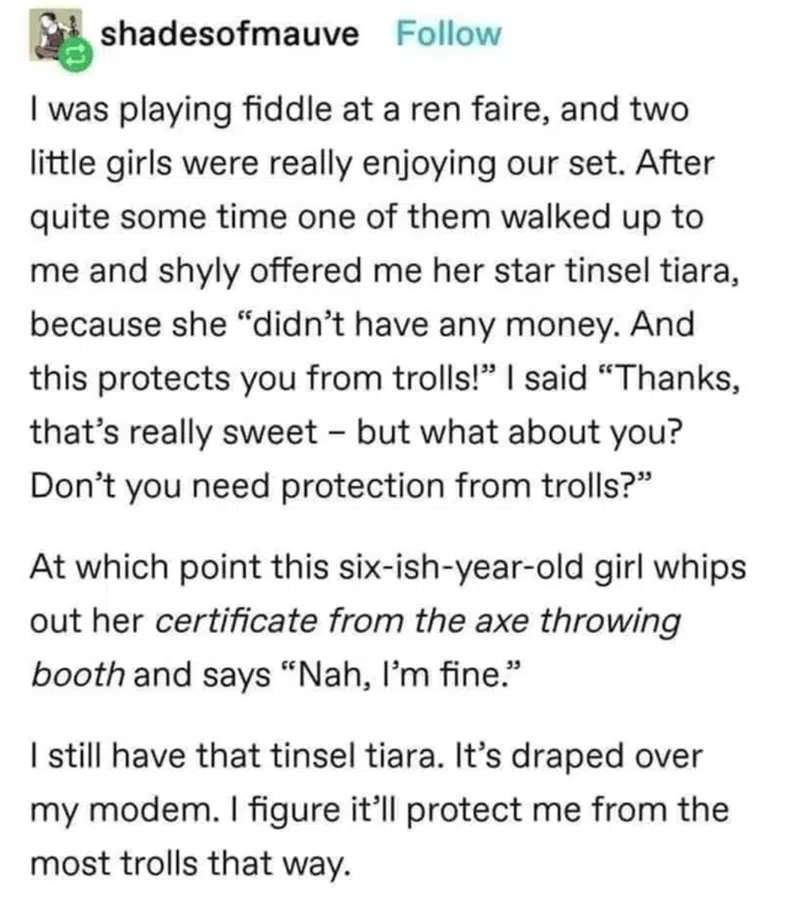 shadesofmauve Follow
I was playing fiddle at a ren faire, and two
little girls were really enjoying our set. After
quite some time one of them walked up to
me and shyly offered me her star tinsel tiara,
because she “didn’t have any money. And
this protects you from trolls!” I said “Thanks,
that’s really sweet – but what about you?
Don’t you need protection from trolls?”
At which point this six-ish-year-old girl whips
out her certificate from the axe throwing
booth and says “Nah, I’m fine.”
I still have that tinsel tiara. It’s draped over
my modem. I figure it’ll protect me from the
most trolls that way.